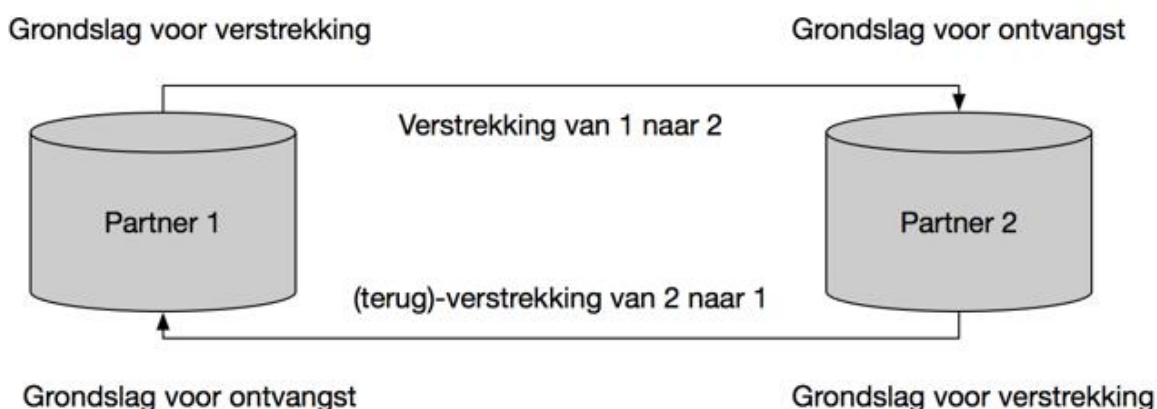 Grondslag voor verstrekking
Grondslag voor ontvangst
Verstrekking van 1 naar 2
Partner 1
Partner 2
(terug)-verstrekking van 2 naar 1
Grondslag voor ontvangst
Grondslag voor verstrekking